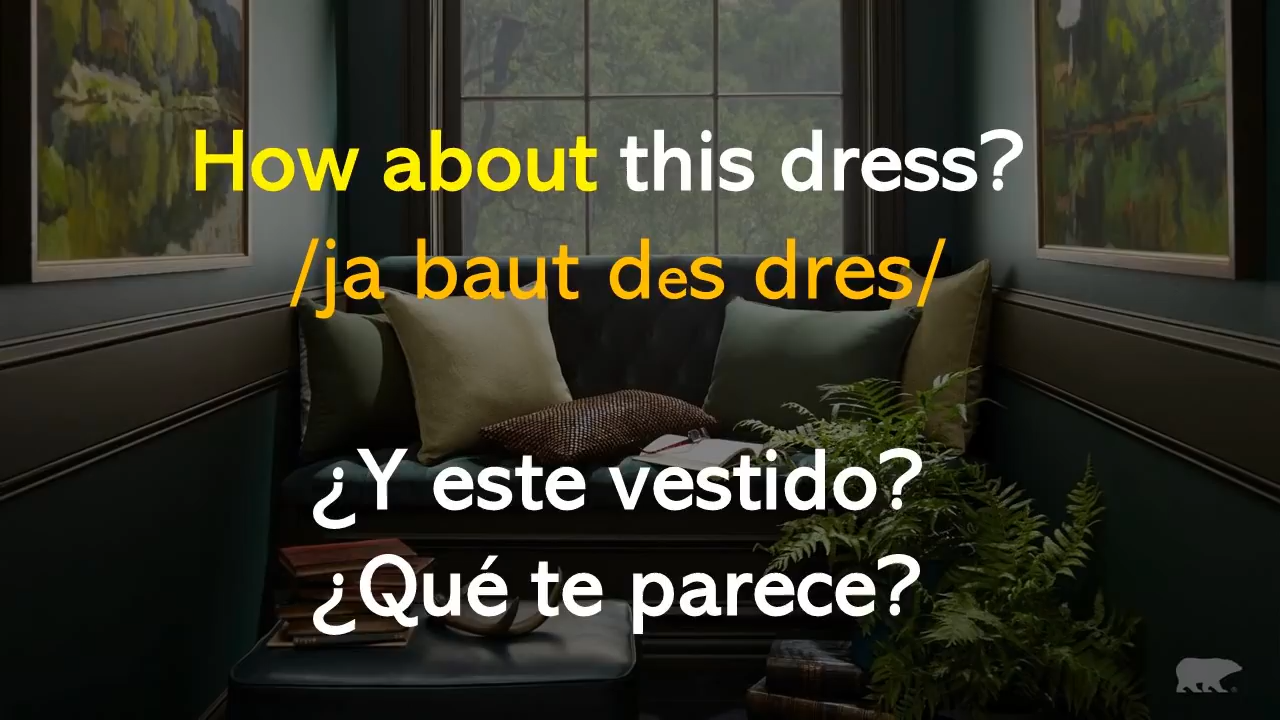 How about this dress?
/ja baut des dres/
¿Y este vestido?
¿Qué te parece?